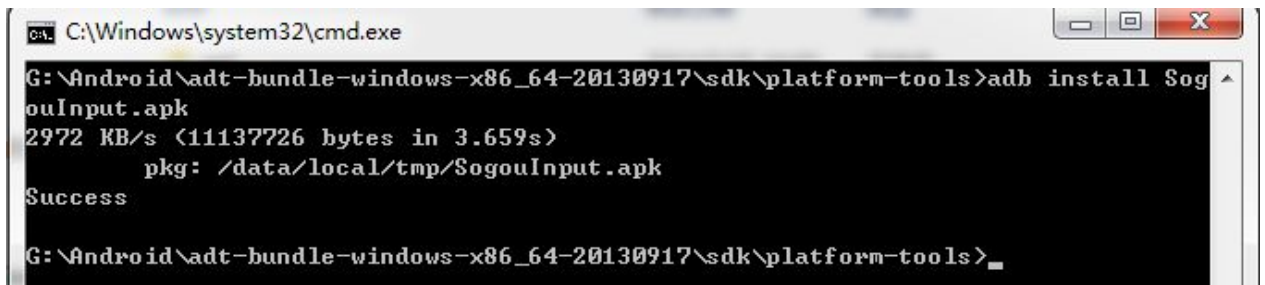 C:\Windows\system32\cmd.exe
G:\Android\adt-bundle-windows-x86_64-20130917\sdk\platform-tools>adb install Sog
ouInput.apk
2972 KB/s (11137726 bytes in 3.659s)
        pkg: /data/local/tmp/SogouInput.apk
Success
G:\Android\adt-bundle-windows-x86_64-20130917\sdk\platform-tools>_